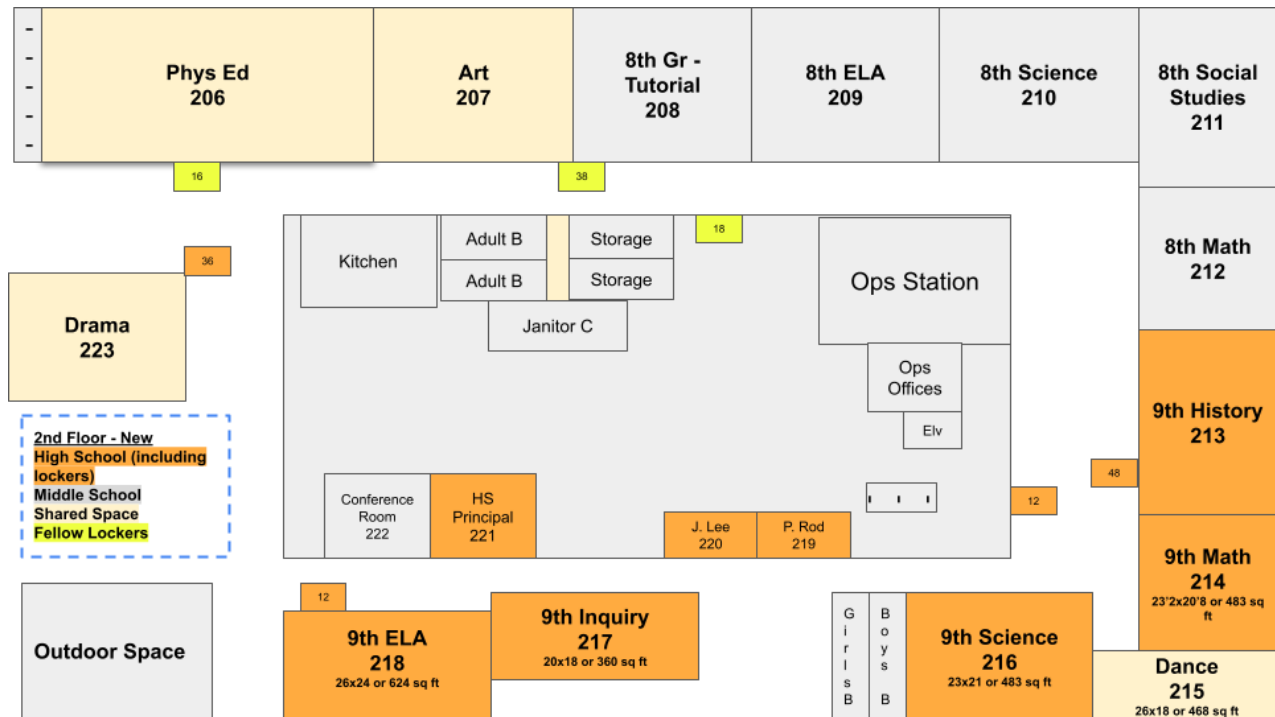 Phys Ed
206
Art
207
8th Gr -
Tutorial
208
8th ELA
209
8th Science
210
8th Social
Studies
211
16
38
18
36
Kitchen
Adult B
Adult B
Storage
Storage
Janitor C
Ops Station
Ops
Offices
Elv
8th Math
212
Drama
223
9th History
213
2nd Floor - New
High School (including
lockers)
Middle School
Shared Space
Fellow Lockers
48
12
Conference
Room
222
HS
Principal
221
J. Lee
220
P. Rod
219
9th Math
214
23'2x20'8 or 483 sq
ft
Outdoor Space
12
9th ELA
218
26x24 or 624 sq ft
9th Inquiry
217
20x18 or 360 sq ft
Girls B
Boys B
9th Science
216
23x21 or 483 sq ft
Dance
215
26x18 or 468 sq ft